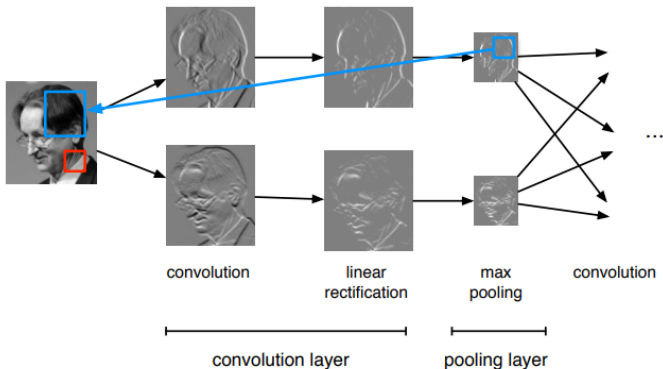 ...
convolution
linear
rectification
max
pooling
convolution
convolution layer
pooling layer